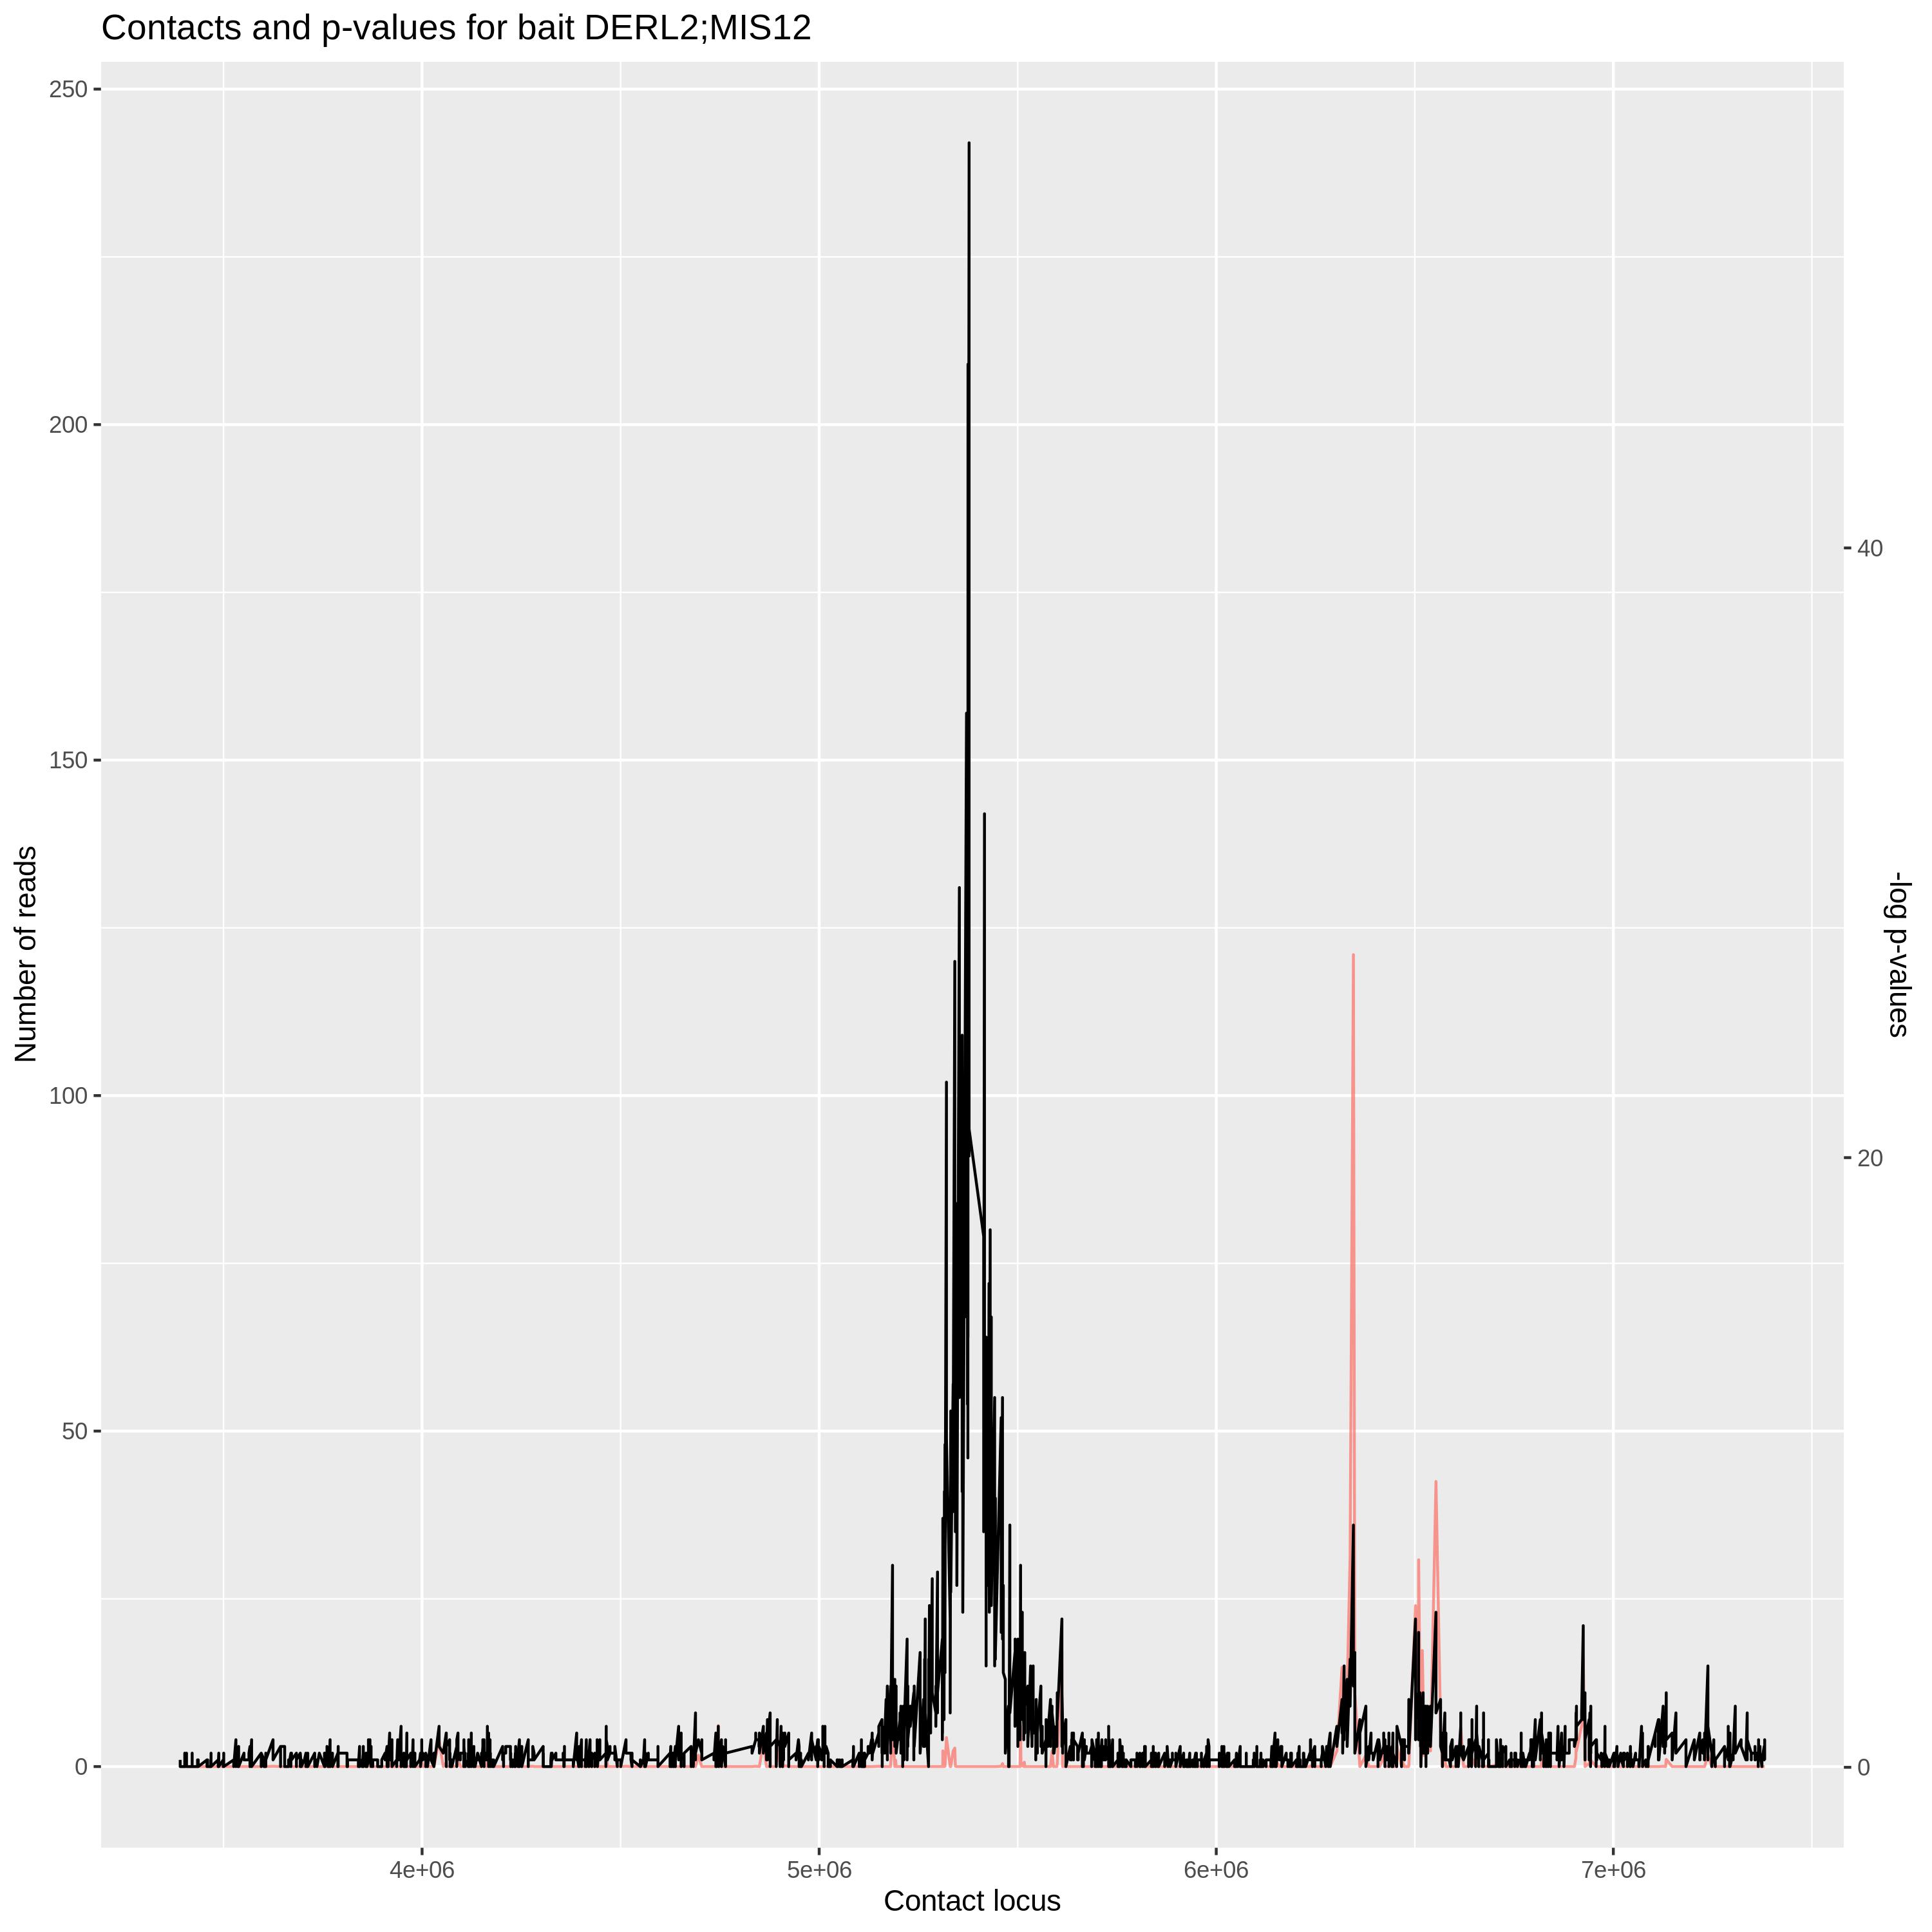 Contacts and p-values for bait DERL2;MIS12
250
200
150
100
50
0
Number of reads
40
20
0
-log p-values
4e+06
5e+06
6e+06
7e+06
Contact locus